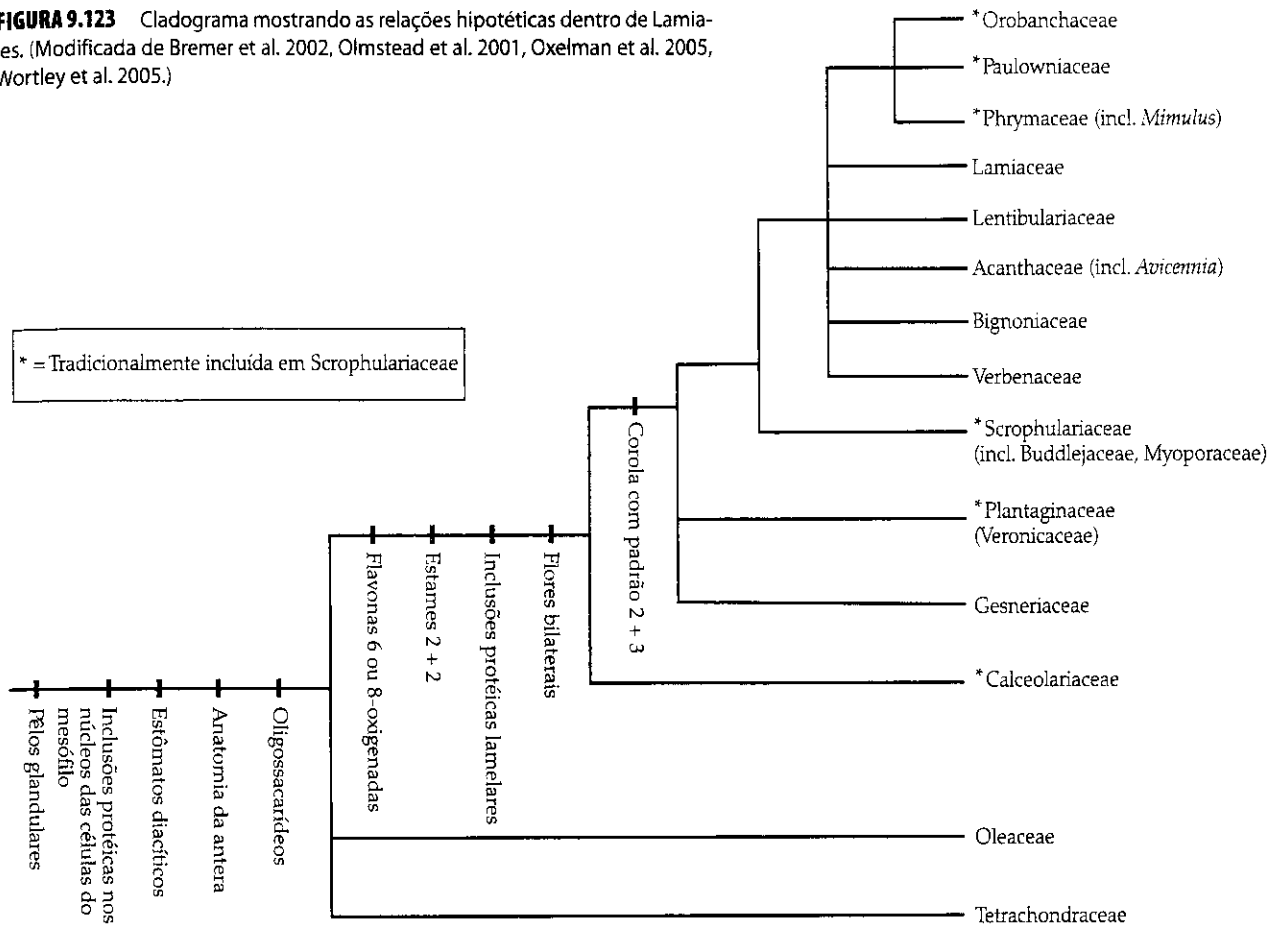 FIGURA 9.123 Cladograma mostrando as relações hipotéticas dentro de Lamia-
les. (Modificada de Bremer et al. 2002, Olmstead et al. 2001, Oxelman et al. 2005,
Wortley et al. 2005.)
* = Tradicionalmente incluída em Scrophulariaceae
*Orobanchaceae
*Paulowniaceae
*Phrymaceae (incl. Mimulus)
Lamiaceae
Lentibulariaceae
Acanthaceae (incl. Avicennia)
Bignoniaceae
Verbenaceae
*Scrophulariaceae
(incl. Buddlejaceae, Myoporaceae)
*Plantaginaceae
(Veronicaceae)
Gesneriaceae
*Calceolariaceae
Oleaceae
Tetrachondraceae
Pêlos glandulares
Inclusões protéicas nos
núcleos das células do
mesófilo
Estômatos diacíticos
Anatomia da antera
Oligossacarídeos
Flavonas 6 ou 8-oxigenadas
Estames 2 + 2
Inclusões protéicas lamelares
Flores bilaterais
Corola com padrão 2 + 3